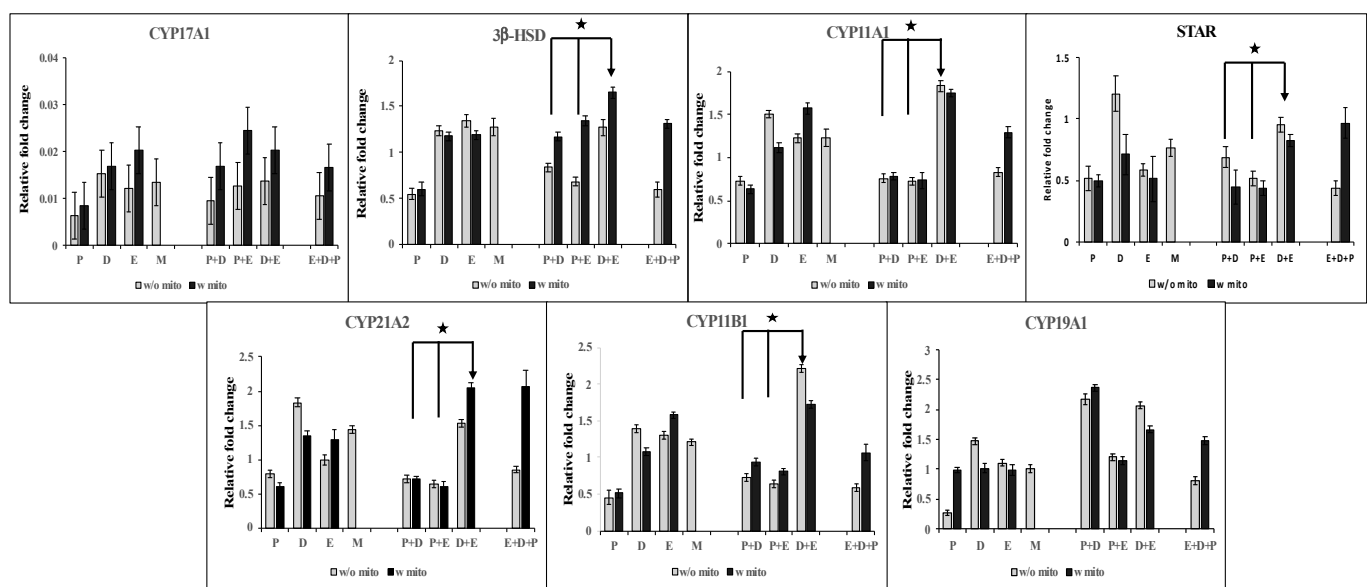 CYP17A1
Relative fold change
0.04
0.03
0.02
0.01
0
P D E M P+D P+E D+E E+D+P
w/o mito w mito
3β-HSD
Relative fold change
2
1.5
1
0.5
0
P D E M P+D P+E D+E E+D+P
w/o mito w mito
CYP11A1
Relative fold change
2
1.5
1
0.5
0
P D E M P+D P+E D+E E+D+P
w/o mito w mito
STAR
Relative fold change
1.5
1
0.5
0
P D E M P+D P+E D+E E+D+P
w/o mito w mito
CYP21A2
Relative fold change
2.5
2
1.5
1
0.5
0
P D E M P+D P+E D+E E+D+P
w/o mito w mito
CYP11B1
Relative fold change
2.5
2
1.5
1
0.5
0
P D E M P+D P+E D+E E+D+P
w/o mito w mito
CYP19A1
Relative fold change
3
2.5
2
1.5
1
0.5
0
P D E M P+D P+E D+E E+D+P
w/o mito w mito